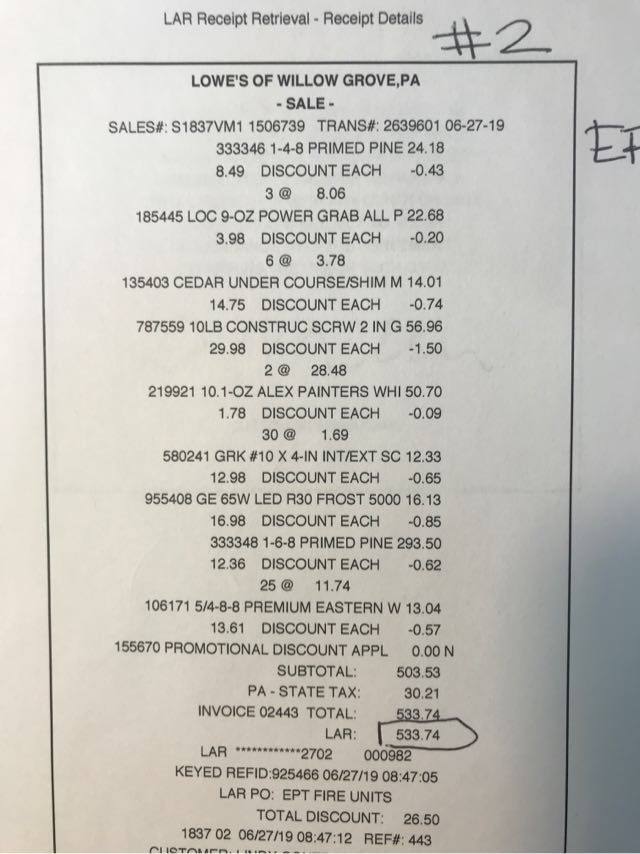 LAR Receipt Retrieval - Receipt Details
#2
LOWE'S OF WILLOW GROVE,PA
- SALE -
SALES#: S1837VM1 1506739 TRANS#: 2639601 06-27-19
333346 1-4-8 PRIMED PINE 24.18
8.49 DISCOUNT EACH -0.43
3 @ 8.06
185445 LOC 9-OZ POWER GRAB ALL P 22.68
3.98 DISCOUNT EACH -0.20
6 @ 3.78
135403 CEDAR UNDER COURSE/SHIM M 14.01
14.75 DISCOUNT EACH -0.74
787559 10LB CONSTRUC SCRW 2 IN G 56.96
29.98 DISCOUNT EACH -1.50
2 @ 28.48
219921 10.1-OZ ALEX PAINTERS WHI 50.70
1.78 DISCOUNT EACH -0.09
30 @ 1.69
580241 GRK #10 X 4-IN INT/EXT SC 12.33
12.98 DISCOUNT EACH -0.65
955408 GE 65W LED R30 FROST 5000 16.13
16.98 DISCOUNT EACH -0.85
333348 1-6-8 PRIMED PINE 293.50
12.36 DISCOUNT EACH -0.62
25 @ 11.74
106171 5/4-8-8 PREMIUM EASTERN W 13.04
13.61 DISCOUNT EACH -0.57
155670 PROMOTIONAL DISCOUNT APPL 0.00 N
SUBTOTAL: 503.53
PA - STATE TAX: 30.21
INVOICE 02443 TOTAL: 533.74
LAR: 533.74
LAR ************2702 000982
KEYED REFID:925466 06/27/19 08:47:05
LAR PO: EPT FIRE UNITS
TOTAL DISCOUNT: 26.50
1837 02 06/27/19 08:47:12 REF#: 443